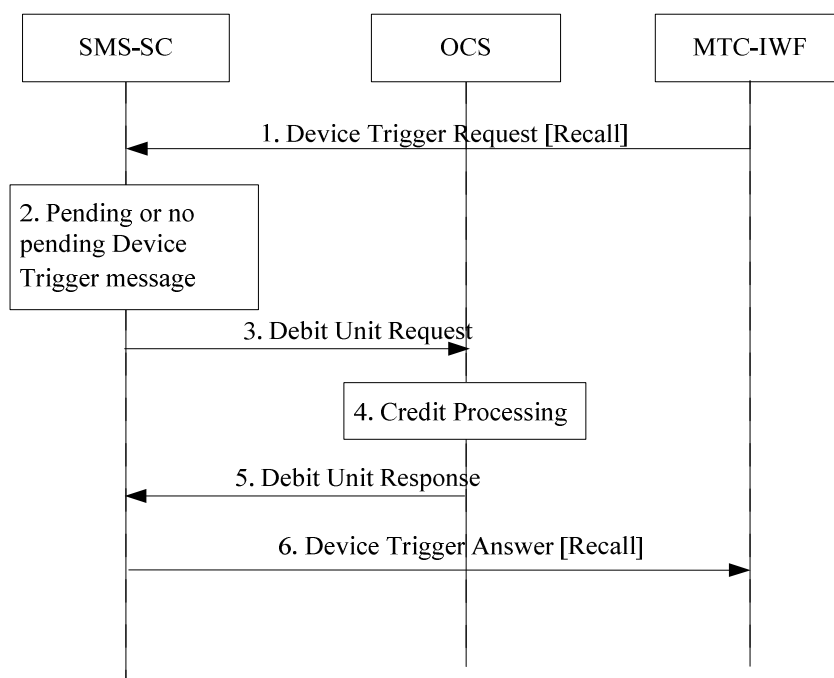 SMS-SC
OCS
MTC-IWF
1. Device Trigger Request [Recall]
2. Pending or no
pending Device
Trigger message
3. Debit Unit Request
4. Credit Processing
5. Debit Unit Response
6. Device Trigger Answer [Recall]